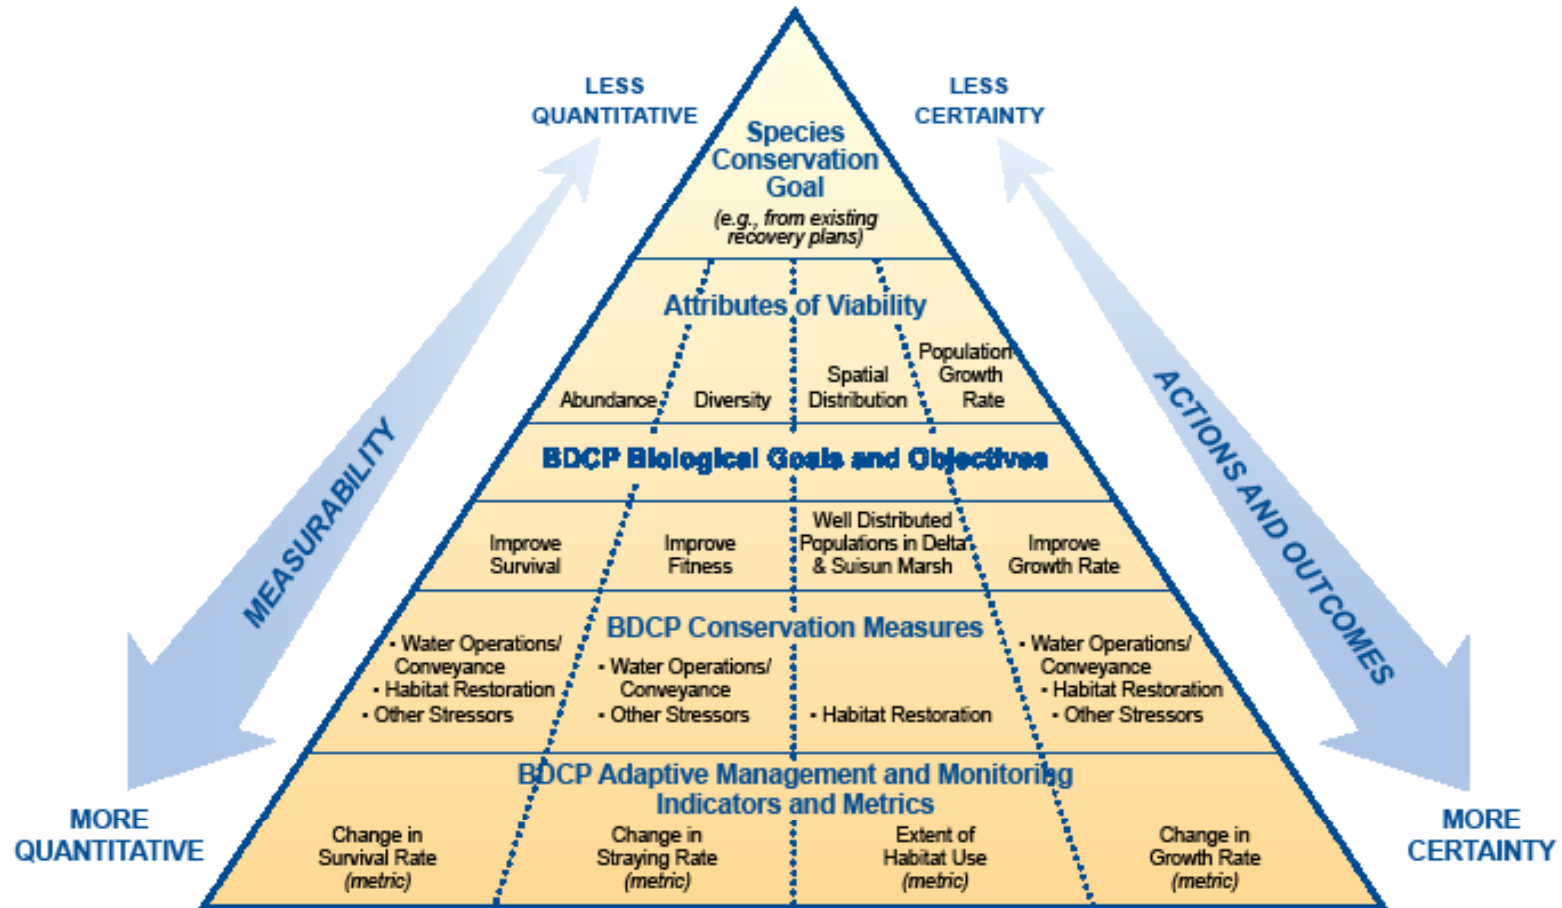 LESS
QUANTITATIVE
LESS
CERTAINTY
Species
Conservation
Goal
(e.g., from existing
recovery plans)
MEASURABILITY
ACTIONS AND OUTCOMES
Attributes of Viability
Abundance
Diversity
Spatial
Distribution
Population
Growth
Rate
BDCP Biological Goals and Objectives
Improve
Survival
Improve
Fitness
Well Distributed
Populations in Delta
& Suisun Marsh
Improve
Growth Rate
BDCP Conservation Measures
• Water Operations/
Conveyance
• Habitat Restoration
• Other Stressors
• Water Operations/
Conveyance
• Other Stressors
• Habitat Restoration
• Water Operations/
Conveyance
• Habitat Restoration
• Other Stressors
BDCP Adaptive Management and Monitoring
Indicators and Metrics
Change in
Survival Rate
(metric)
Change in
Straying Rate
(metric)
Extent of
Habitat Use
(metric)
Change in
Growth Rate
(metric)
MORE
QUANTITATIVE
MORE
CERTAINTY